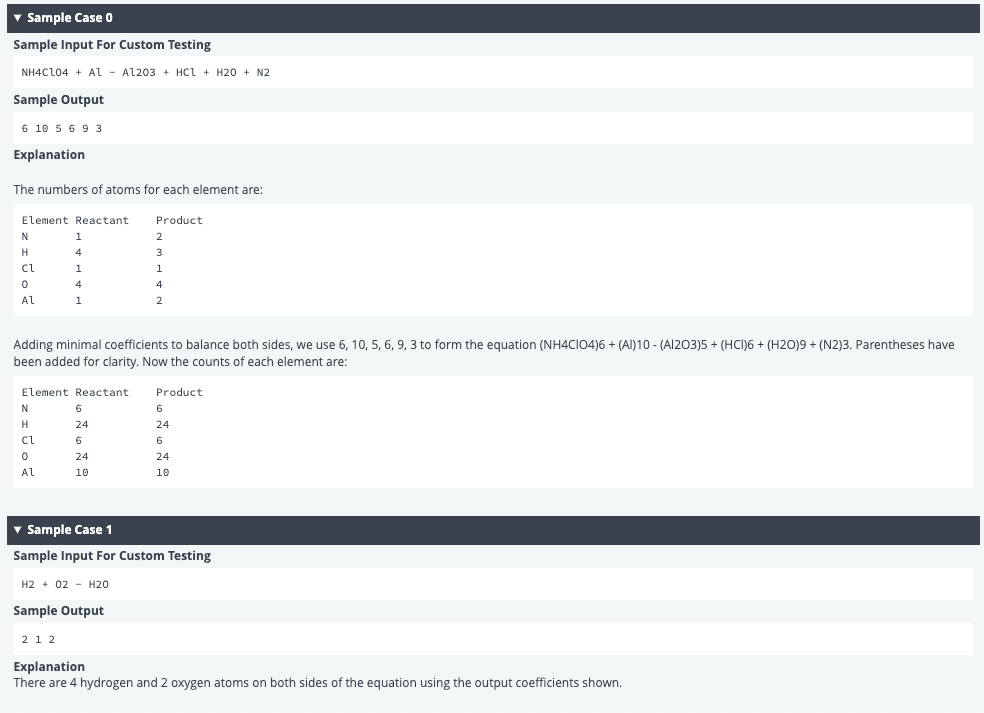 ▼ Sample Case 0
Sample Input For Custom Testing
NH4ClO4 + Al − Al2O3 + HCl + H2O + N2
Sample Output
6 10 5 6 9 3
Explanation
The numbers of atoms for each element are:
Element Reactant Product
N 1 2
H 4 3
Cl 1 1
O 4 4
Al 1 2
Adding minimal coefficients to balance both sides, we use 6, 10, 5, 6, 9, 3 to form the equation (NH4ClO4)6 + (Al)10 - (Al2O3)5 + (HCl)6 + (H2O)9 + (N2)3. Parentheses have
been added for clarity. Now the counts of each element are:
Element Reactant Product
N 6 6
H 24 24
Cl 6 6
O 24 24
Al 10 10
▼ Sample Case 1
Sample Input For Custom Testing
H2 + O2 − H2O
Sample Output
2 1 2
Explanation
There are 4 hydrogen and 2 oxygen atoms on both sides of the equation using the output coefficients shown.